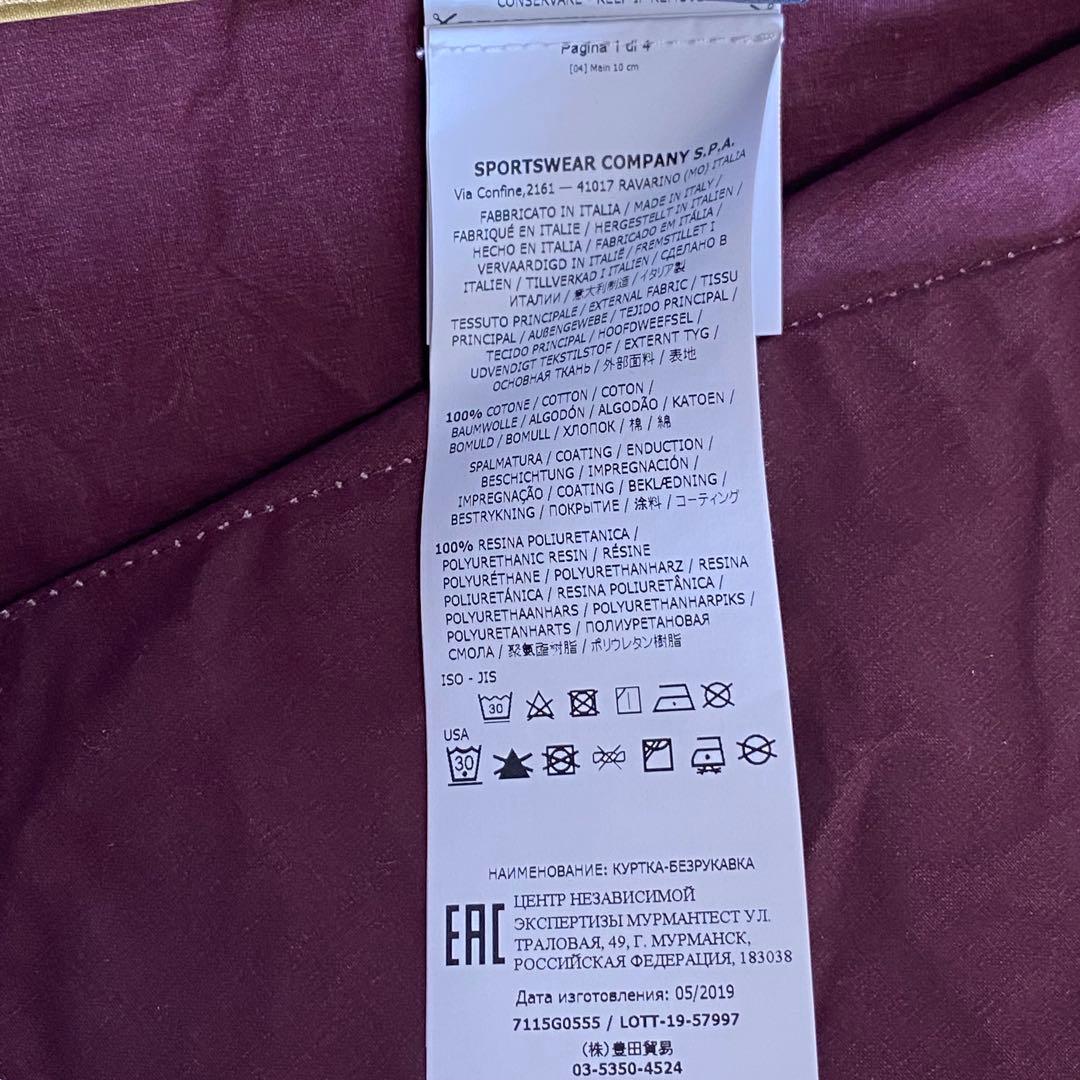 CONSERVARE - KEEP IF REMOVED
Pagina 1 di 4
[04] Main 10 cm
SPORTSWEAR COMPANY S.P.A.
Via Confine,2161 — 41017 RAVARINO (MO) ITALIA
FABBRICATO IN ITALIA / MADE IN ITALY /
FABRIQUÉ EN ITALIE / HERGESTELLT IN ITALIEN /
HECHO EN ITALIA / FABRICADO EM ITÁLIA /
VERVAARDIGD IN ITALIË / FREMSTILLET I
ITALIEN / TILLVERKAD I ITALIEN / СДЕЛАНО В
ИТАЛИИ / 意大利制造 / イタリア製
TESSUTO PRINCIPALE / EXTERNAL FABRIC / TISSU
PRINCIPAL / AUßENGEWEBE / TEJIDO PRINCIPAL /
TECIDO PRINCIPAL / HOOFDWEEFSEL /
UDVENDIGT TEKSTILSTOF / EXTERNT TYG /
ОСНОВНАЯ ТКАНЬ / 外部面料 / 表地
100% COTONE / COTTON / COTON /
BAUMWOLLE / ALGODÓN / ALGODÃO / KATOEN /
BOMULD / BOMULL / ХЛОПОК / 棉 / 綿
SPALMATURA / COATING / ENDUCTION /
BESCHICHTUNG / IMPREGNACIÓN /
IMPREGNAÇÃO / COATING / BEKLÆDNING /
BESTRYKNING / ПОКРЫТИЕ / 涂料 / コーティング
100% RESINA POLIURETANICA /
POLYURETHANIC RESIN / RÉSINE
POLYURÉTHANE / POLYURETHANHARZ / RESINA
POLIURETÁNICA / RESINA POLIURETÂNICA /
POLYURETHAANHARS / POLYURETHANHARPIKS /
POLYURETANHARTS / ПОЛИУРЕТАНОВАЯ
СМОЛА / 聚氨酯树脂 / ポリウレタン樹脂
ISO - JIS
30
USA
30
НАИМЕНОВАНИЕ: КУРТКА-БЕЗРУКАВКА
EAC
ЦЕНТР НЕЗАВИСИМОЙ
ЭКСПЕРТИЗЫ МУРМАНТЕСТ УЛ.
ТРАЛОВАЯ, 49, Г. МУРМАНСК,
РОССИЙСКАЯ ФЕДЕРАЦИЯ, 183038
Дата изготовления: 05/2019
7115G0555 / LOTT-19-57997
(株)豊田貿易
03-5350-4524